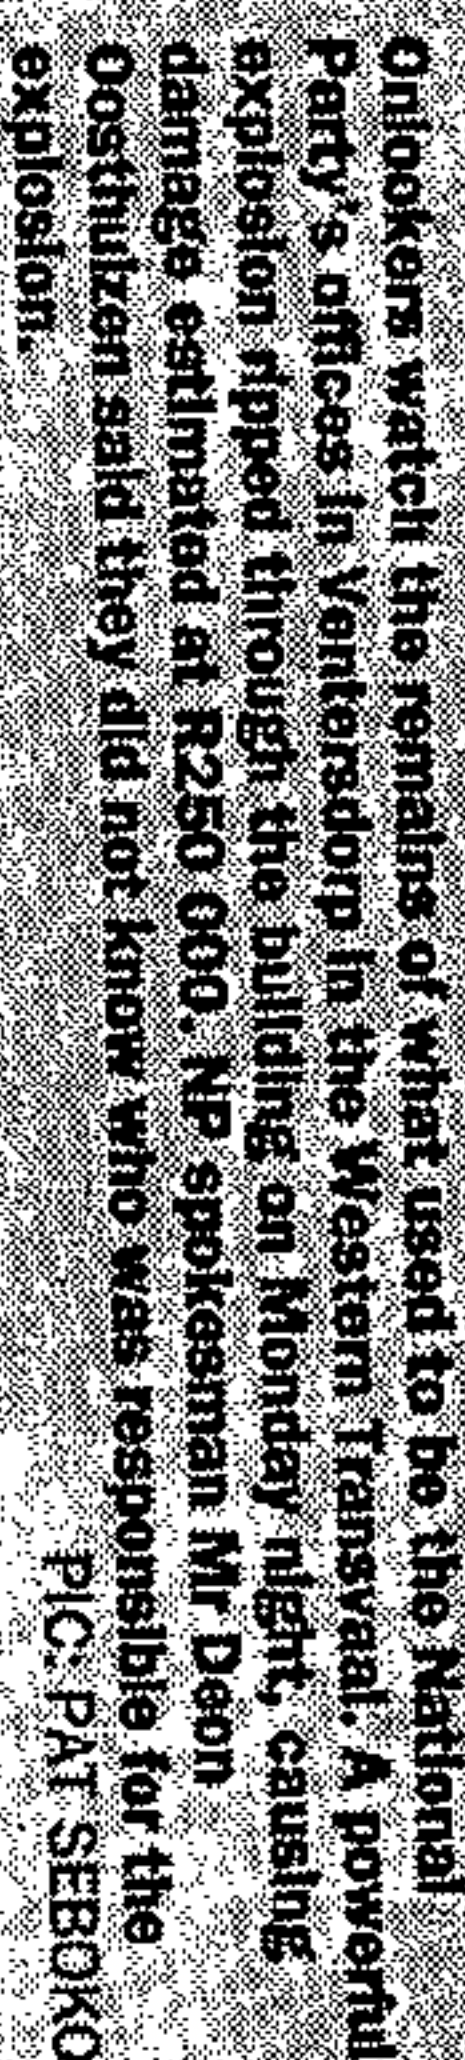 Onlookers watch the remains of what used to be the National
Party's offices in Ventersdorp in the Western Transvaal. A powerful
explosion ripped through the building on Monday night, causing
damage estimated at R250 000. NP spokesman Mr Deon
Oosthuizen said they did not know who was responsible for the
explosion.
PIC: PAT SEBOKO